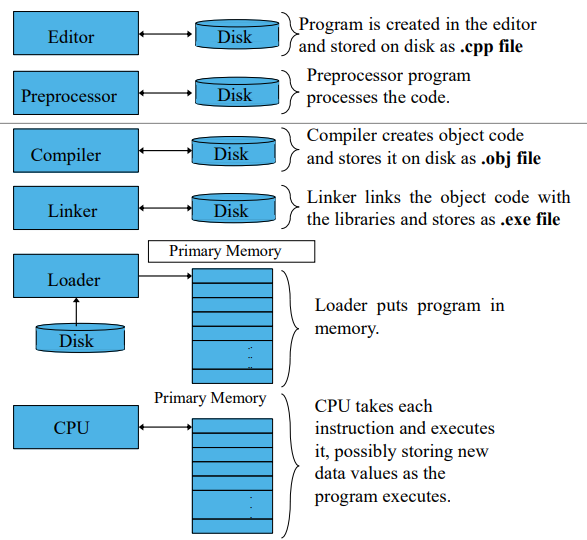 Editor
Disk
Program is created in the editor
and stored on disk as .cpp file
Preprocessor
Disk
Preprocessor program
processes the code.
Compiler
Disk
Compiler creates object code
and stores it on disk as .obj file
Linker
Disk
Linker links the object code with
the libraries and stores as .exe file
Primary Memory
Loader
Disk
Loader puts program in
memory.
Primary Memory
CPU
CPU takes each
instruction and executes
it, possibly storing new
data values as the
program executes.